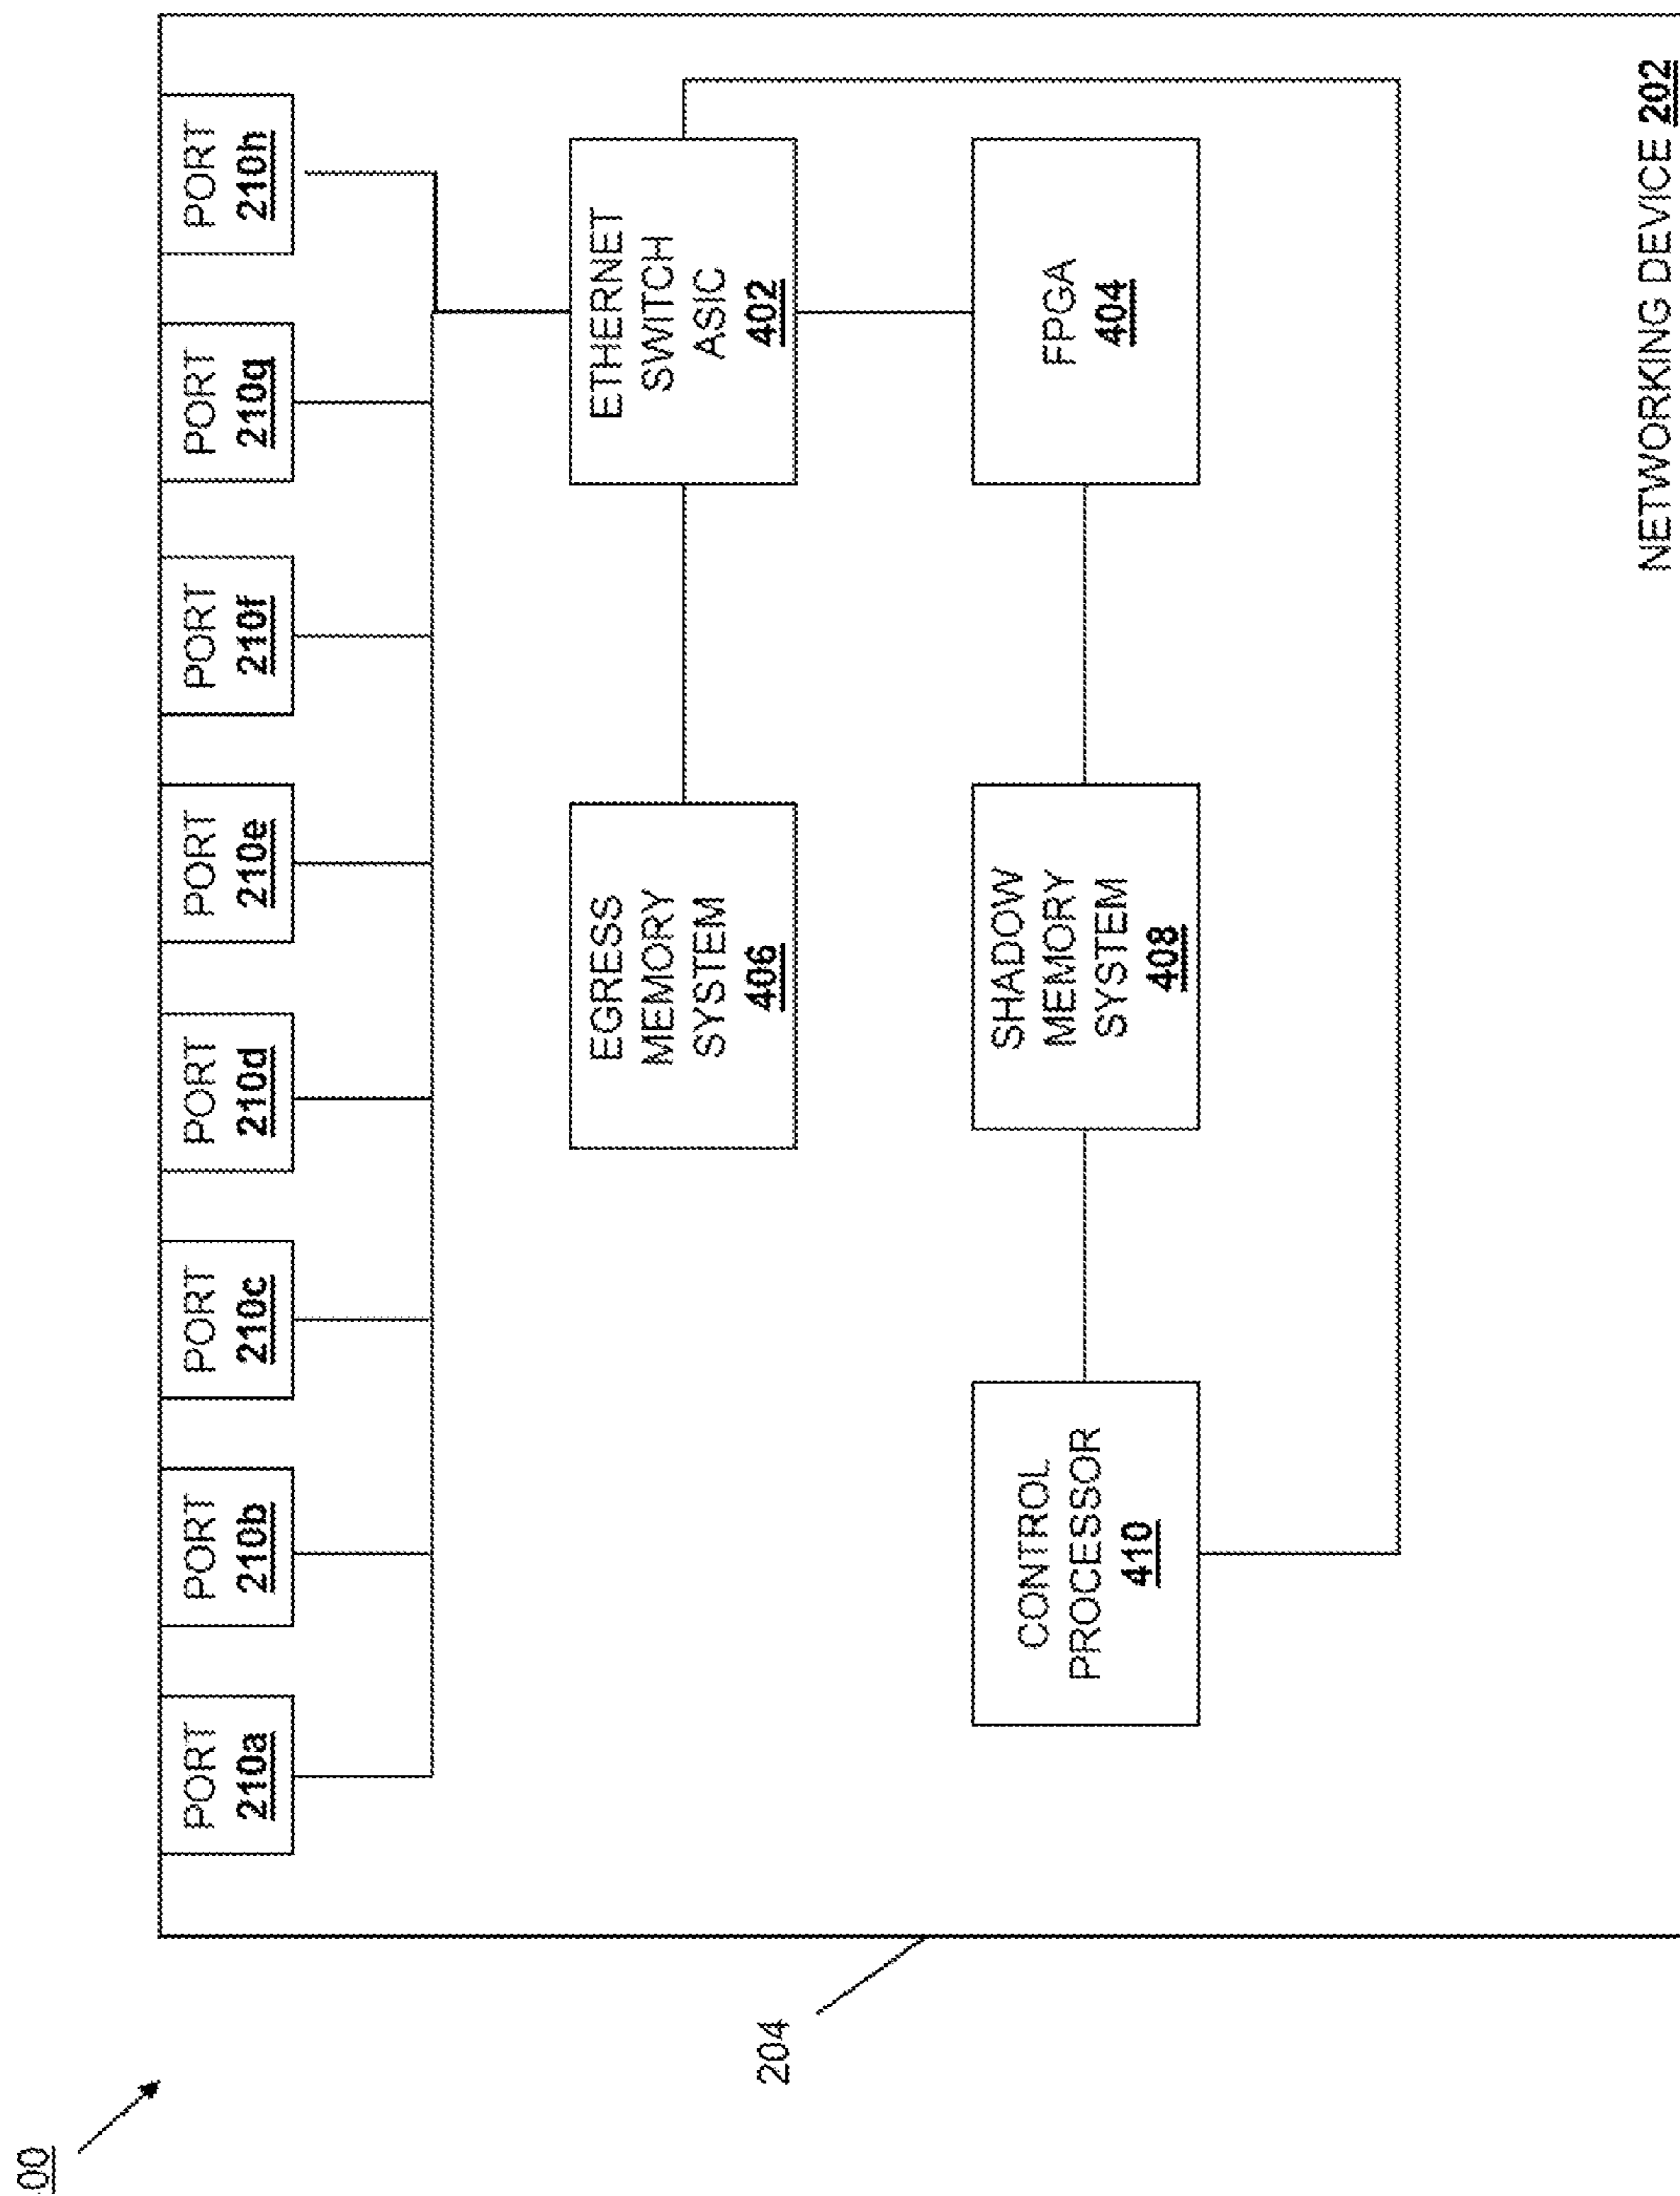 00
PORT
210a
PORT
210b
PORT
210c
PORT
210d
PORT
210e
PORT
210f
PORT
210g
PORT
210h
EGRESS
MEMORY
SYSTEM
406
ETHERNET
SWITCH
ASIC
402
204
CONTROL
PROCESSOR
410
SHADOW
MEMORY
SYSTEM
408
FPGA
404
NETWORKING DEVICE 202